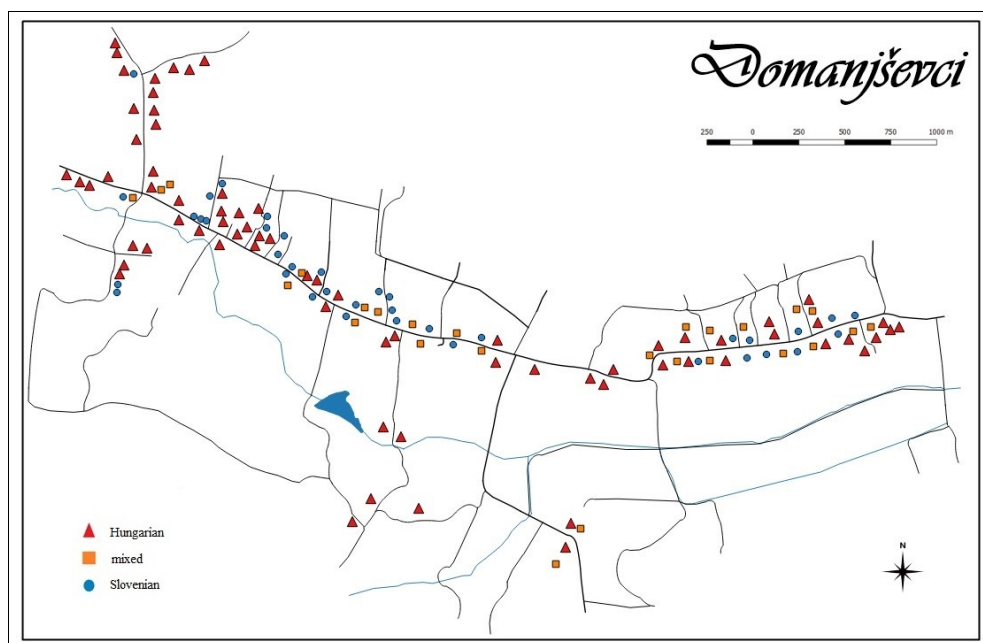 Domanjševci
250 0 250 500 750 1000 m
Hungarian
mixed
Slovenian
N